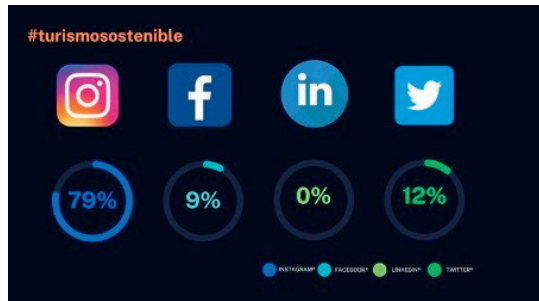 #turismosostenible
in
79% 9% 0% 12%
INSTAGRAM® FACEBOOK® LINKEDIN® TWITTER®